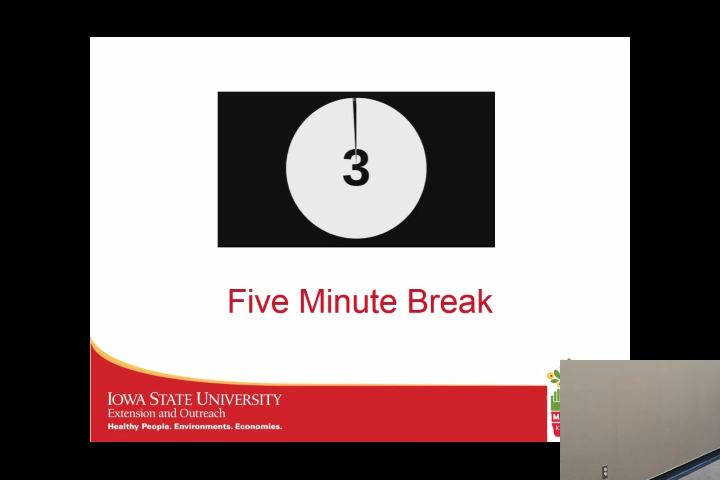 3
Five Minute Break
IOWA STATE UNIVERSITY
Extension and Outreach
Healthy People. Environments. Economies.